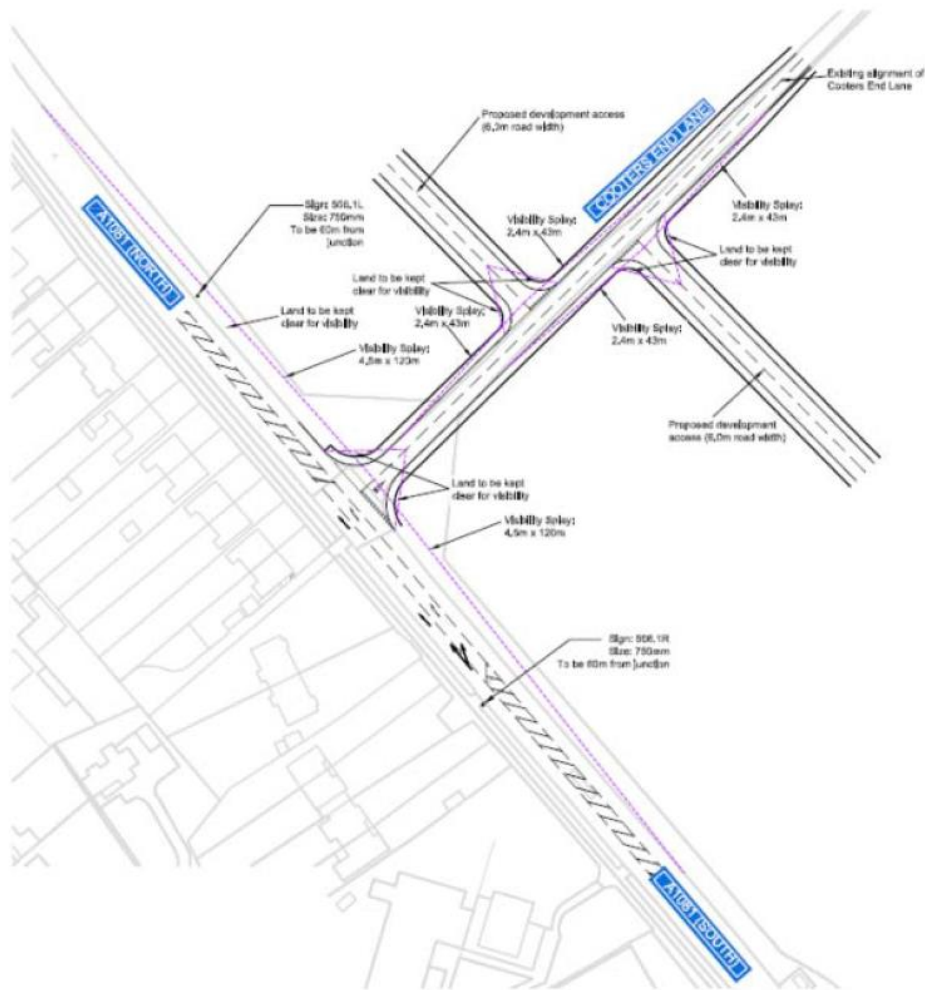 Existing alignment of
Cooters End Lane
Proposed development access
(6.0m road width)
COOTERS END LANE
Sign: 506.1L
Size: 750mm
To be 60m from
junction
A1081 (NORTH)
Visibility Splay:
2.4m x 43m
Visibility Splay:
2.4m x 43m
Land to be kept
clear for visibility
Land to be kept
clear for visibility
Land to be kept
clear for visibility
Visibility Splay:
2.4m x 43m
Visibility Splay:
2.4m x 43m
Visibility Splay:
4.5m x 120m
Proposed development
access (6.0m road width)
Land to be kept
clear for visibility
Visibility Splay:
4.5m x 120m
Sign: 506.1R
Size: 750mm
To be 60m from junction
A1081 (SOUTH)